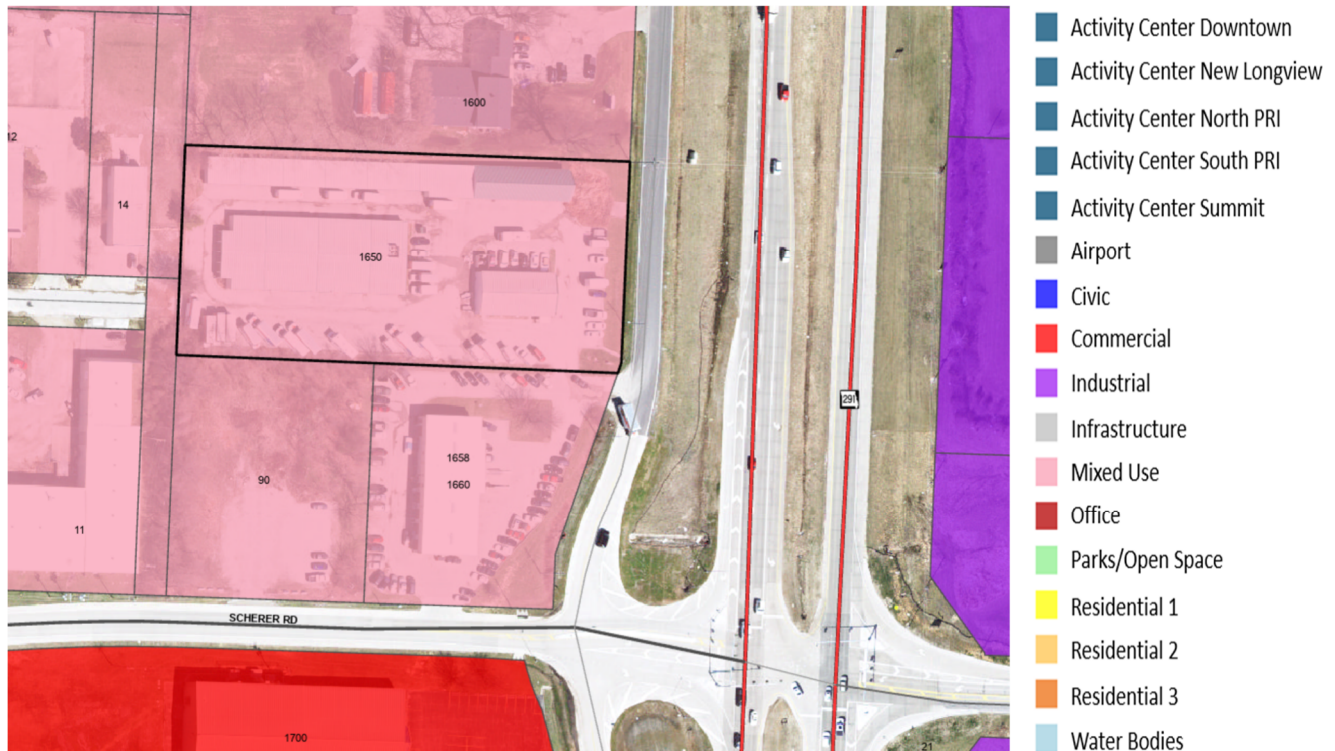 1600
12
14
1650
291
1658
1660
90
11
SCHERER RD
1700
21
Activity Center Downtown
Activity Center New Longview
Activity Center North PRI
Activity Center South PRI
Activity Center Summit
Airport
Civic
Commercial
Industrial
Infrastructure
Mixed Use
Office
Parks/Open Space
Residential 1
Residential 2
Residential 3
Water Bodies